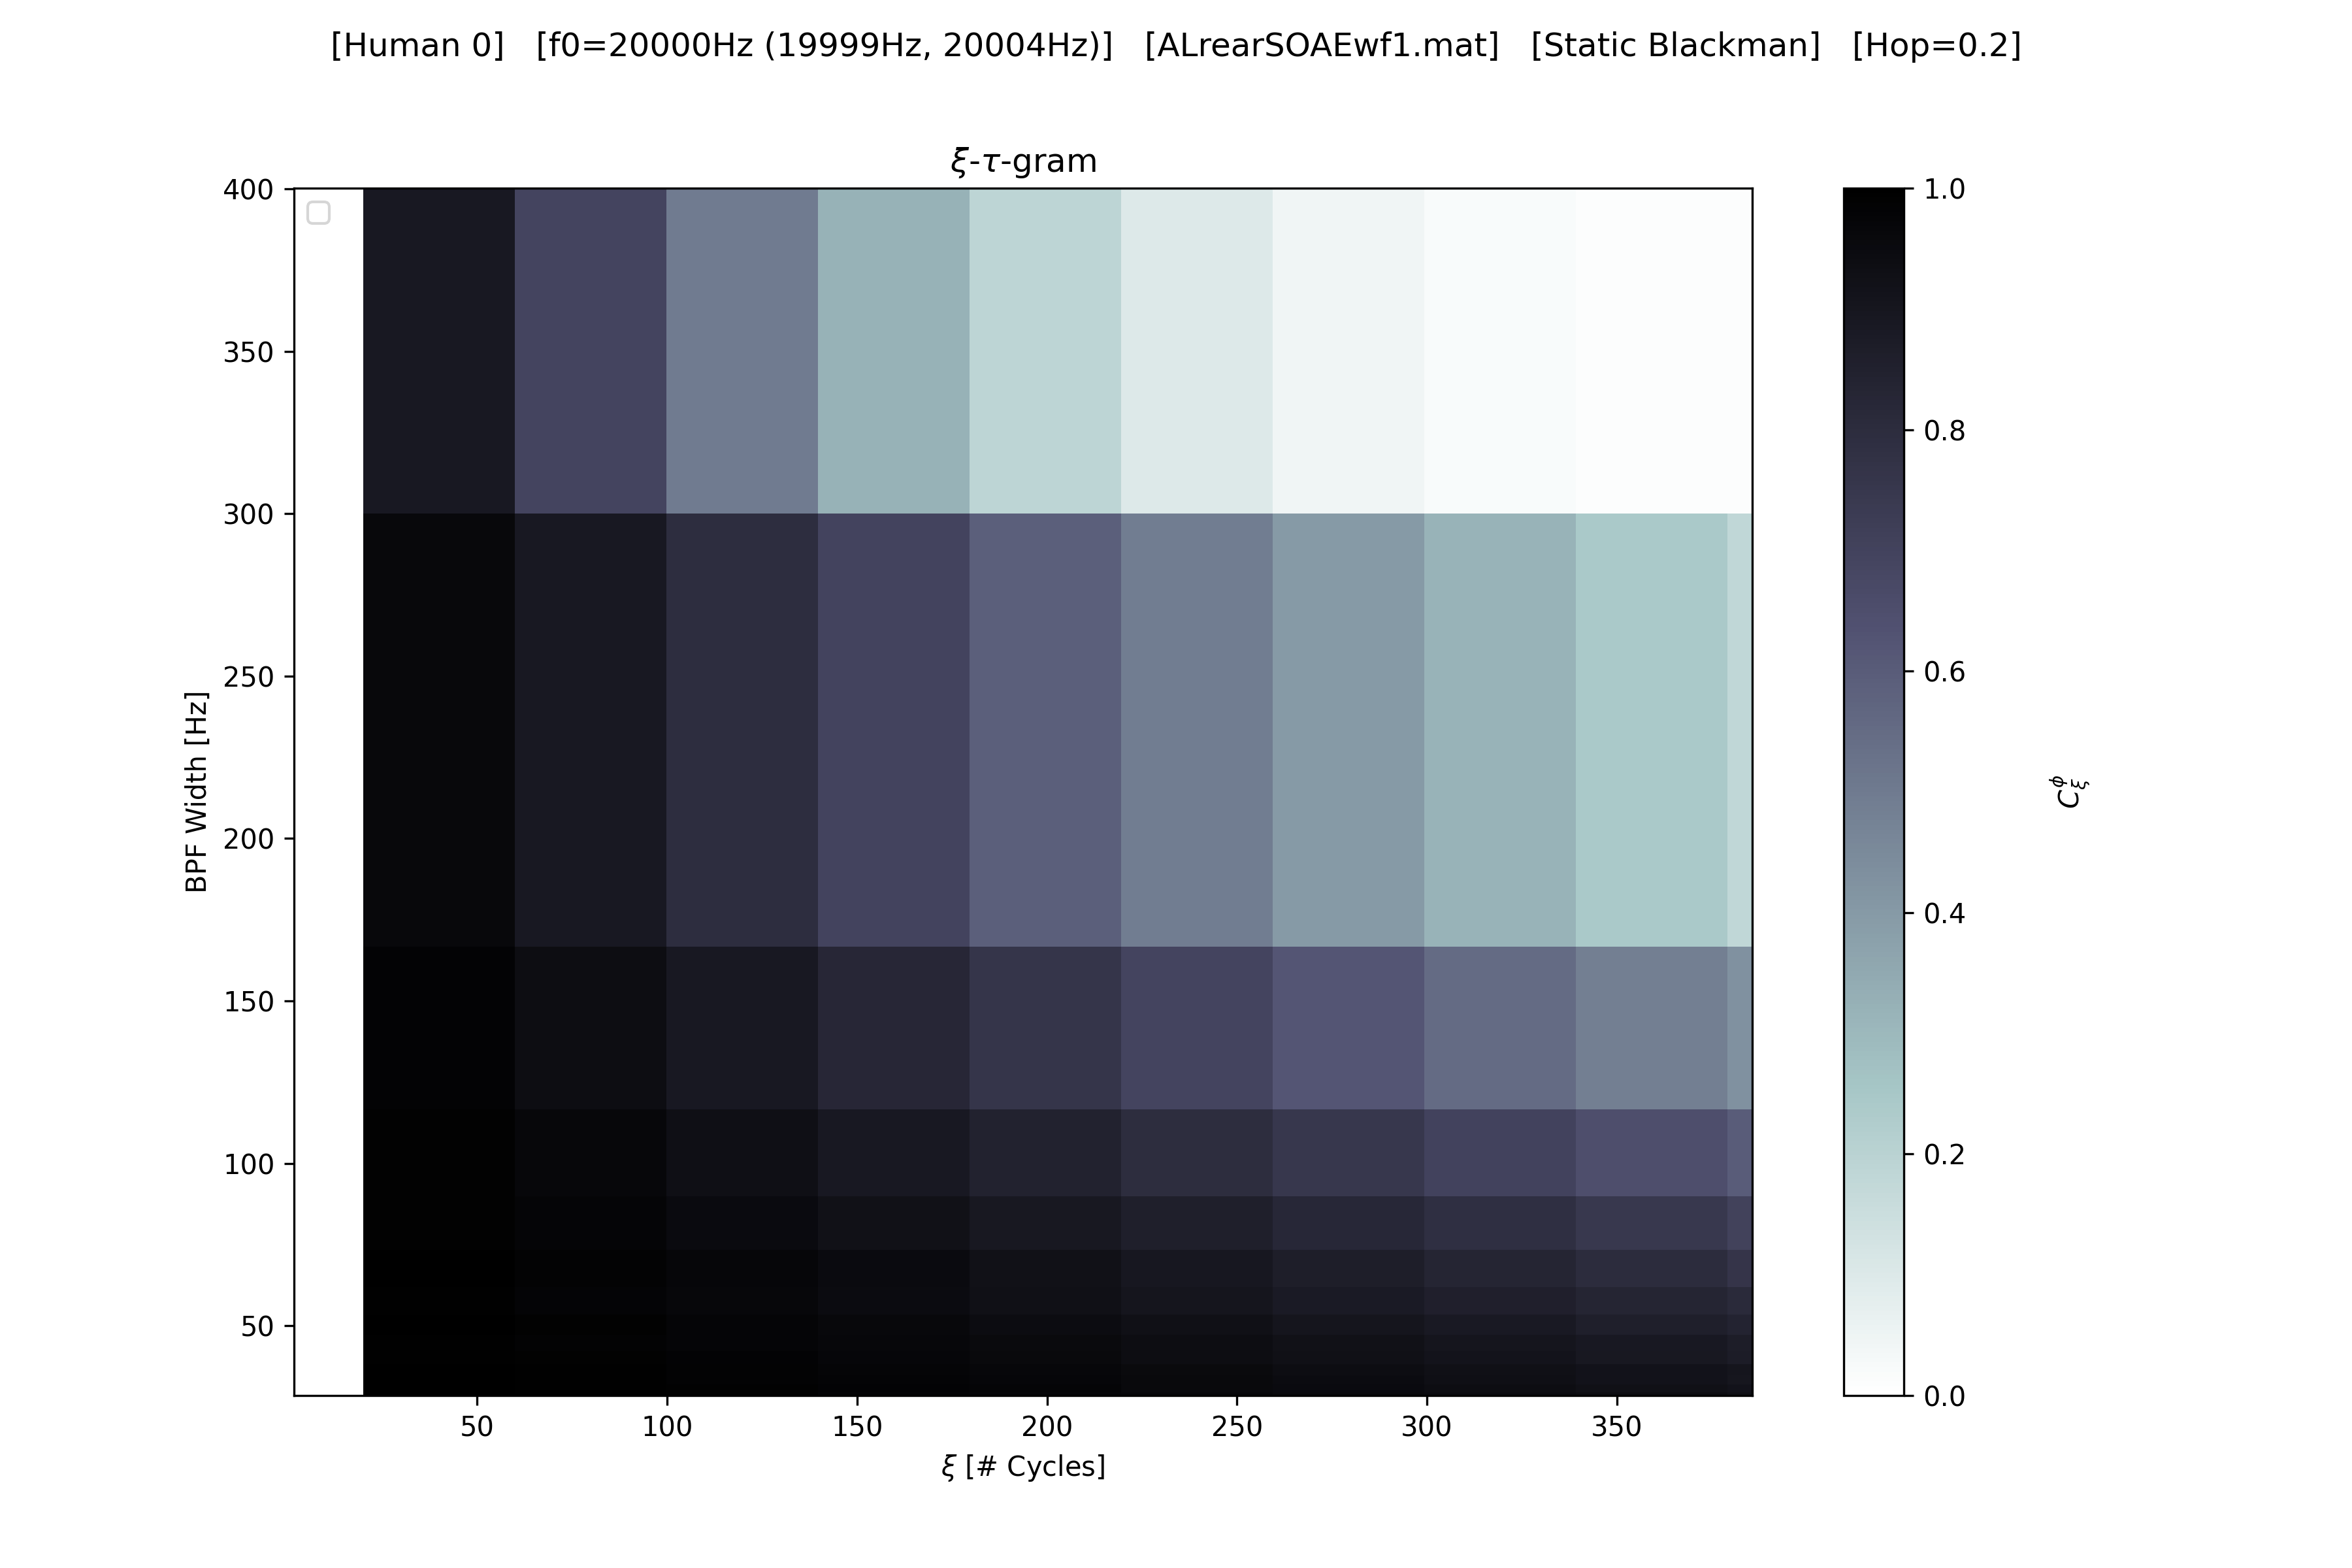 [Human 0]   [f0=20000Hz (19999Hz, 20004Hz)]   [ALrearSOAEwf1.mat]   [Static Blackman]   [Hop=0.2]
ξ-τ-gram
400
350
300
250
200
150
100
50
BPF Width [Hz]
50 100 150 200 250 300 350
ξ [# Cycles]
1.0
0.8
0.6
0.4
0.2
0.0
C_ξ^ϕ